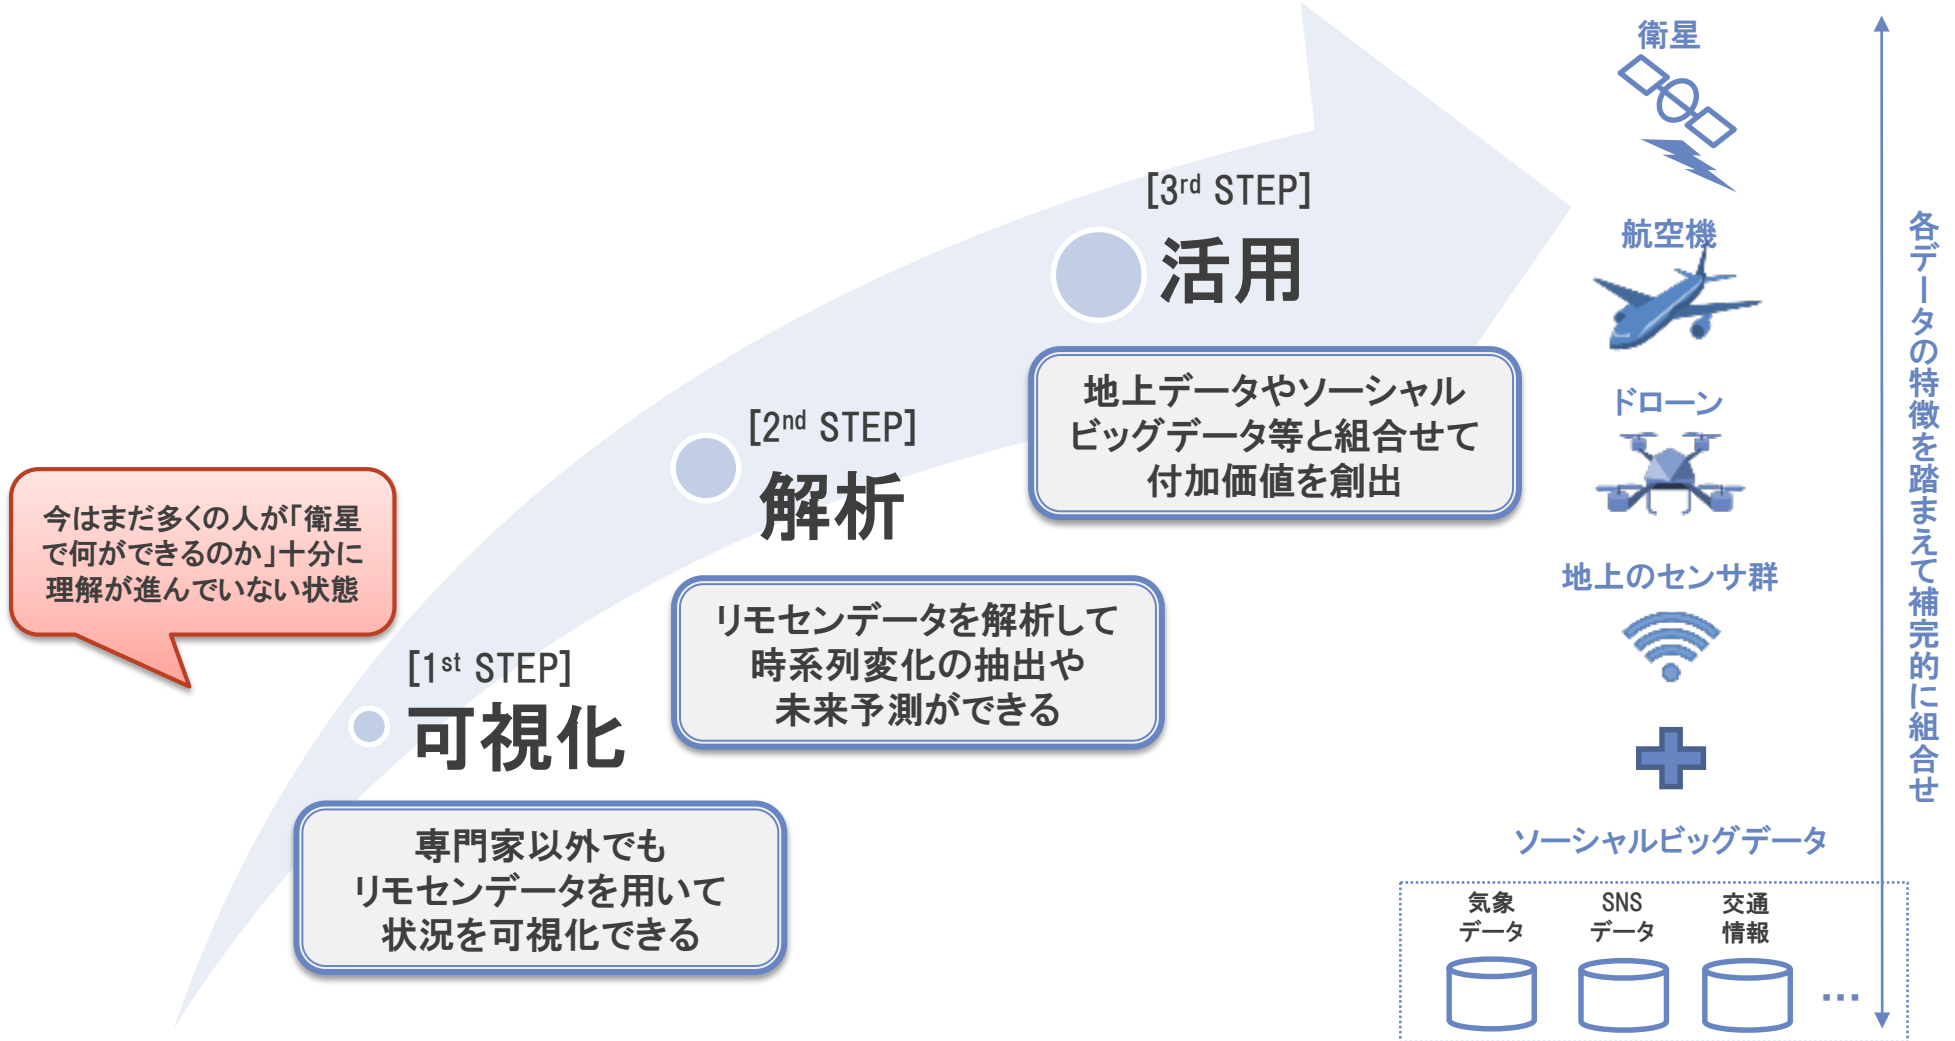 今はまだ多くの人が「衛星
で何ができるのか」十分に
理解が進んでいない状態
[1st STEP]
可視化
専門家以外でも
リモセンデータを用いて
状況を可視化できる
[2nd STEP]
解析
リモセンデータを解析して
時系列変化の抽出や
未来予測ができる
[3rd STEP]
活用
地上データやソーシャル
ビッグデータ等と組合せて
付加価値を創出
衛星
航空機
ドローン
地上のセンサ群
ソーシャルビッグデータ
気象
データ
SNS
データ
交通
情報
…
各データの特徴を踏まえて補完的に組合せ